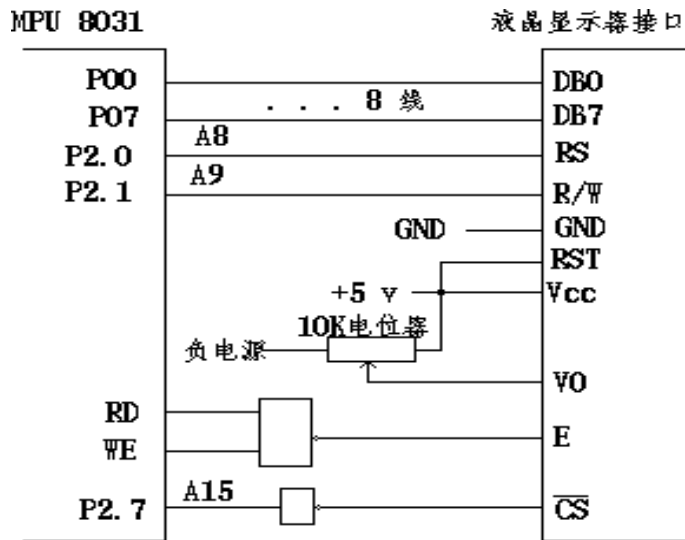 MPU 8031 液晶显示器接口
P00 DB0
. . . 8 线
P07 DB7
A8
P2.0 RS
A9
P2.1 R/W
GND GND
RST
+5 v Vcc
10K电位器
负电源
VO
RD
WE E
A15
P2.7 CS